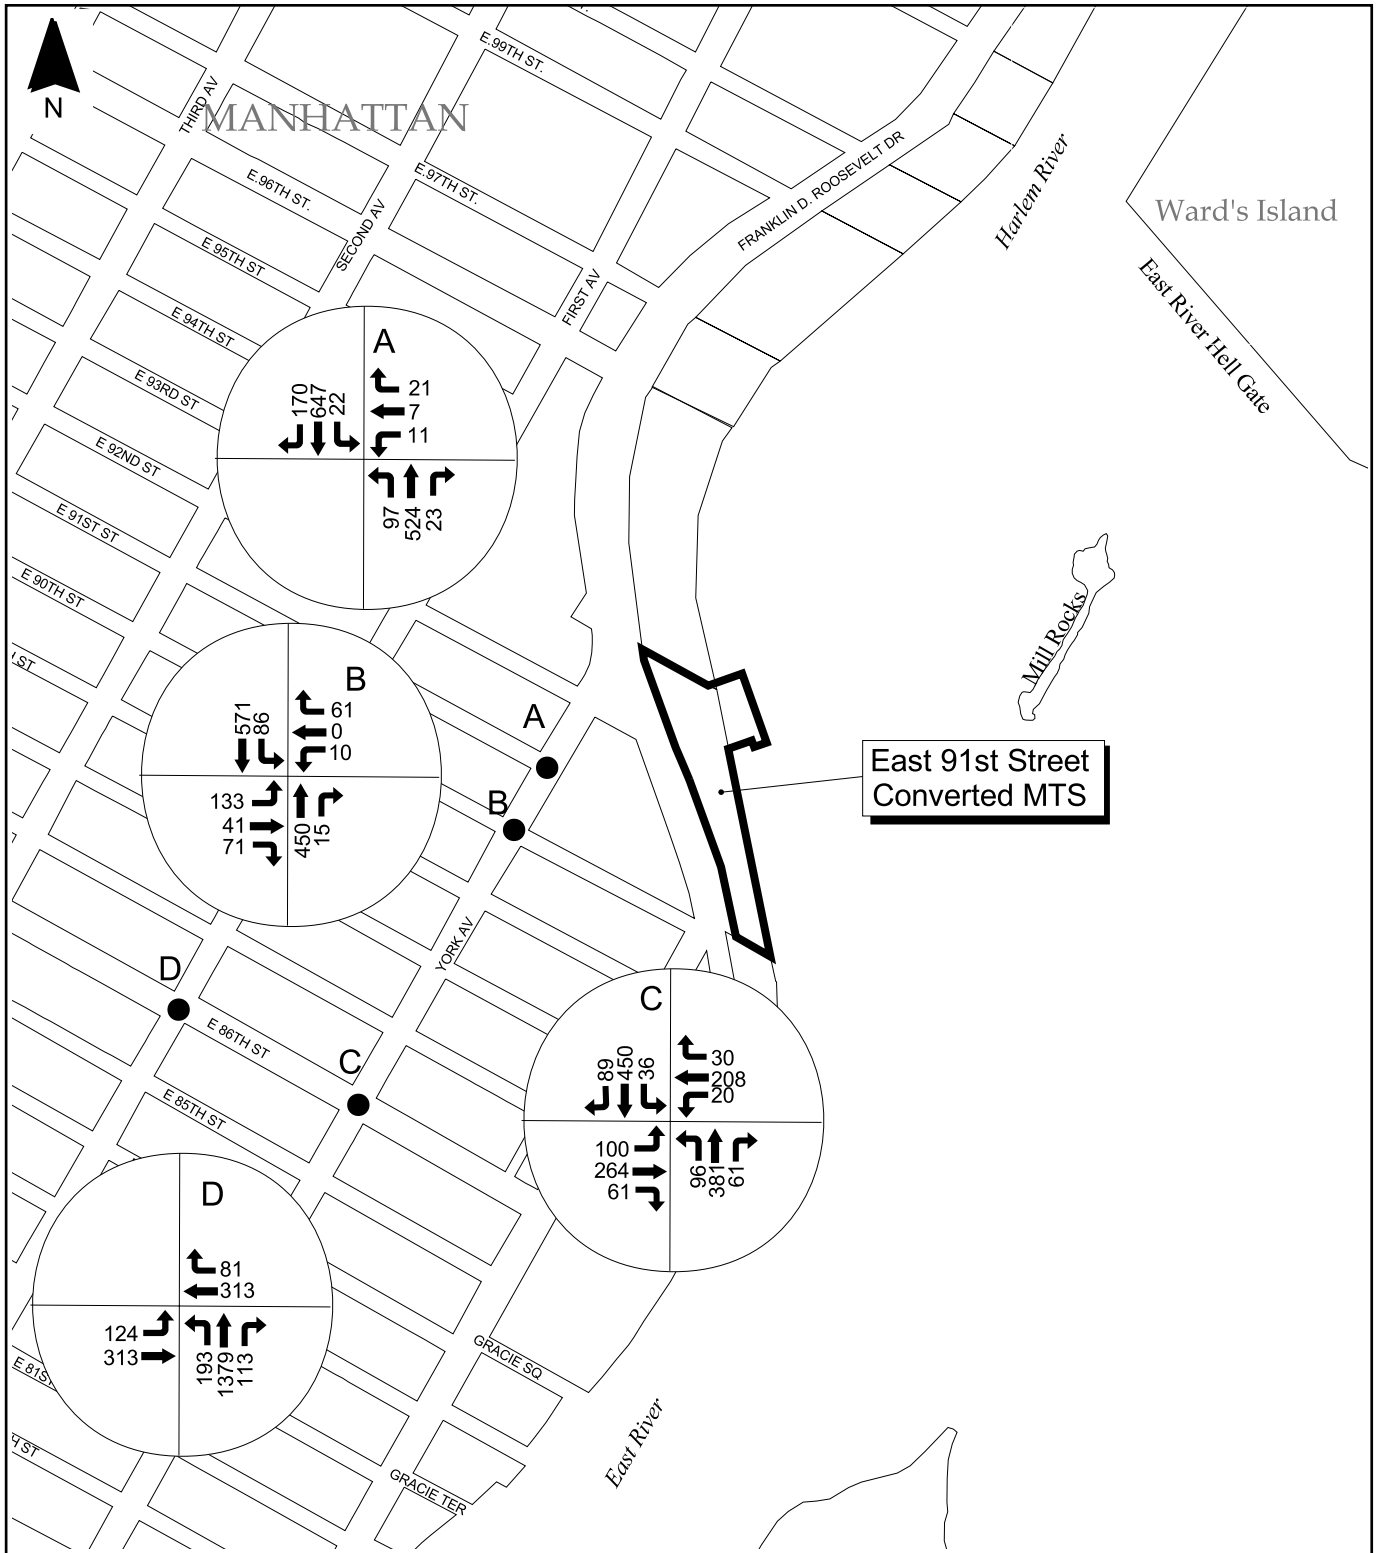 E.99TH ST.
THIRD AV
MANHATTAN
N
FRANKLIN D. ROOSEVELT DR
Harlem River
E.96TH ST.
E.97TH ST.
Ward's Island
SECOND AV
E 95TH ST
FIRST AV
East River Hell Gate
E 94TH ST
A
170
647
22
21
7
11
97
524
23
E 93RD ST
E 92ND ST
E 91ST ST
E 90TH ST
ST
Mill Rocks
B
571
86
61
0
10
133
41
71
450
15
A
B
East 91st Street
Converted MTS
YORK AV
D
C
E 86TH ST
E 85TH ST
C
89
450
36
30
208
20
100
264
61
96
381
61
D
81
313
124
313
193
1379
113
E 81ST
GRACIE SQ
H ST
East River
GRACIE TER